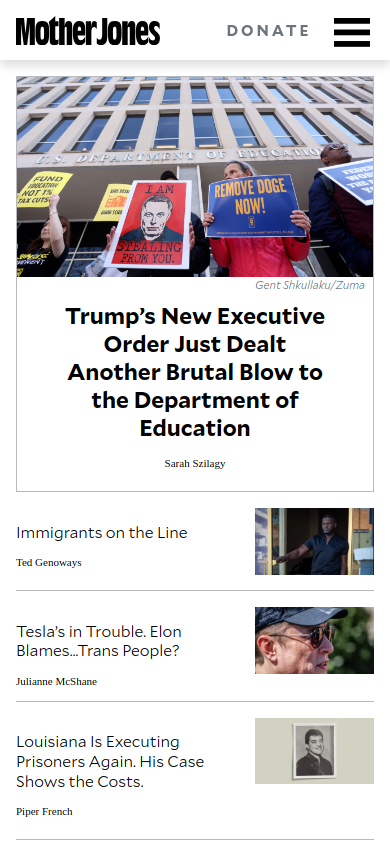 Mother Jones
DONATE
U.S. DEPARTMENT OF EDUCATION
FUND
EDUCATION
NOT 1%
TAX CUTS!
I AM
STEALING
FROM YOU.
REMOVE DOGE
NOW!
Gent Shkullaku/Zuma
Trump’s New Executive
Order Just Dealt
Another Brutal Blow to
the Department of
Education
Sarah Szilagy
Immigrants on the Line
Ted Genoways
Tesla’s in Trouble. Elon
Blames…Trans People?
Julianne McShane
Louisiana Is Executing
Prisoners Again. His Case
Shows the Costs.
Piper French